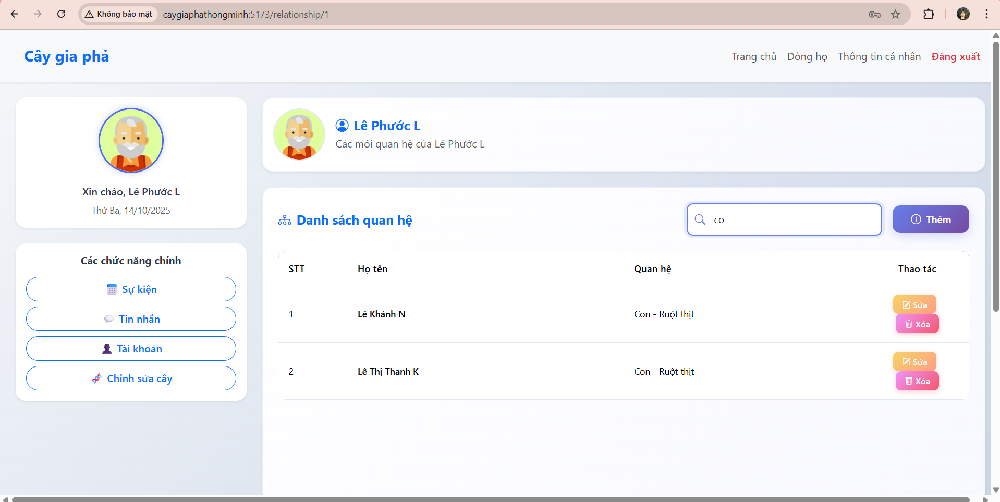 Không bảo mật caygiaphathongminh:5173/relationship/1
Cây gia phả
Trang chủ Dòng họ Thông tin cá nhân Đăng xuất
Xin chào, Lê Phước L
Thứ Ba, 14/10/2025
Các chức năng chính
Sự kiện
Tin nhắn
Tài khoản
Chỉnh sửa cây
Lê Phước L
Các mối quan hệ của Lê Phước L
Danh sách quan hệ
co
Thêm
STT Họ tên Quan hệ Thao tác
1 Lê Khánh N Con - Ruột thịt Sửa
Xóa
2 Lê Thị Thanh K Con - Ruột thịt Sửa
Xóa